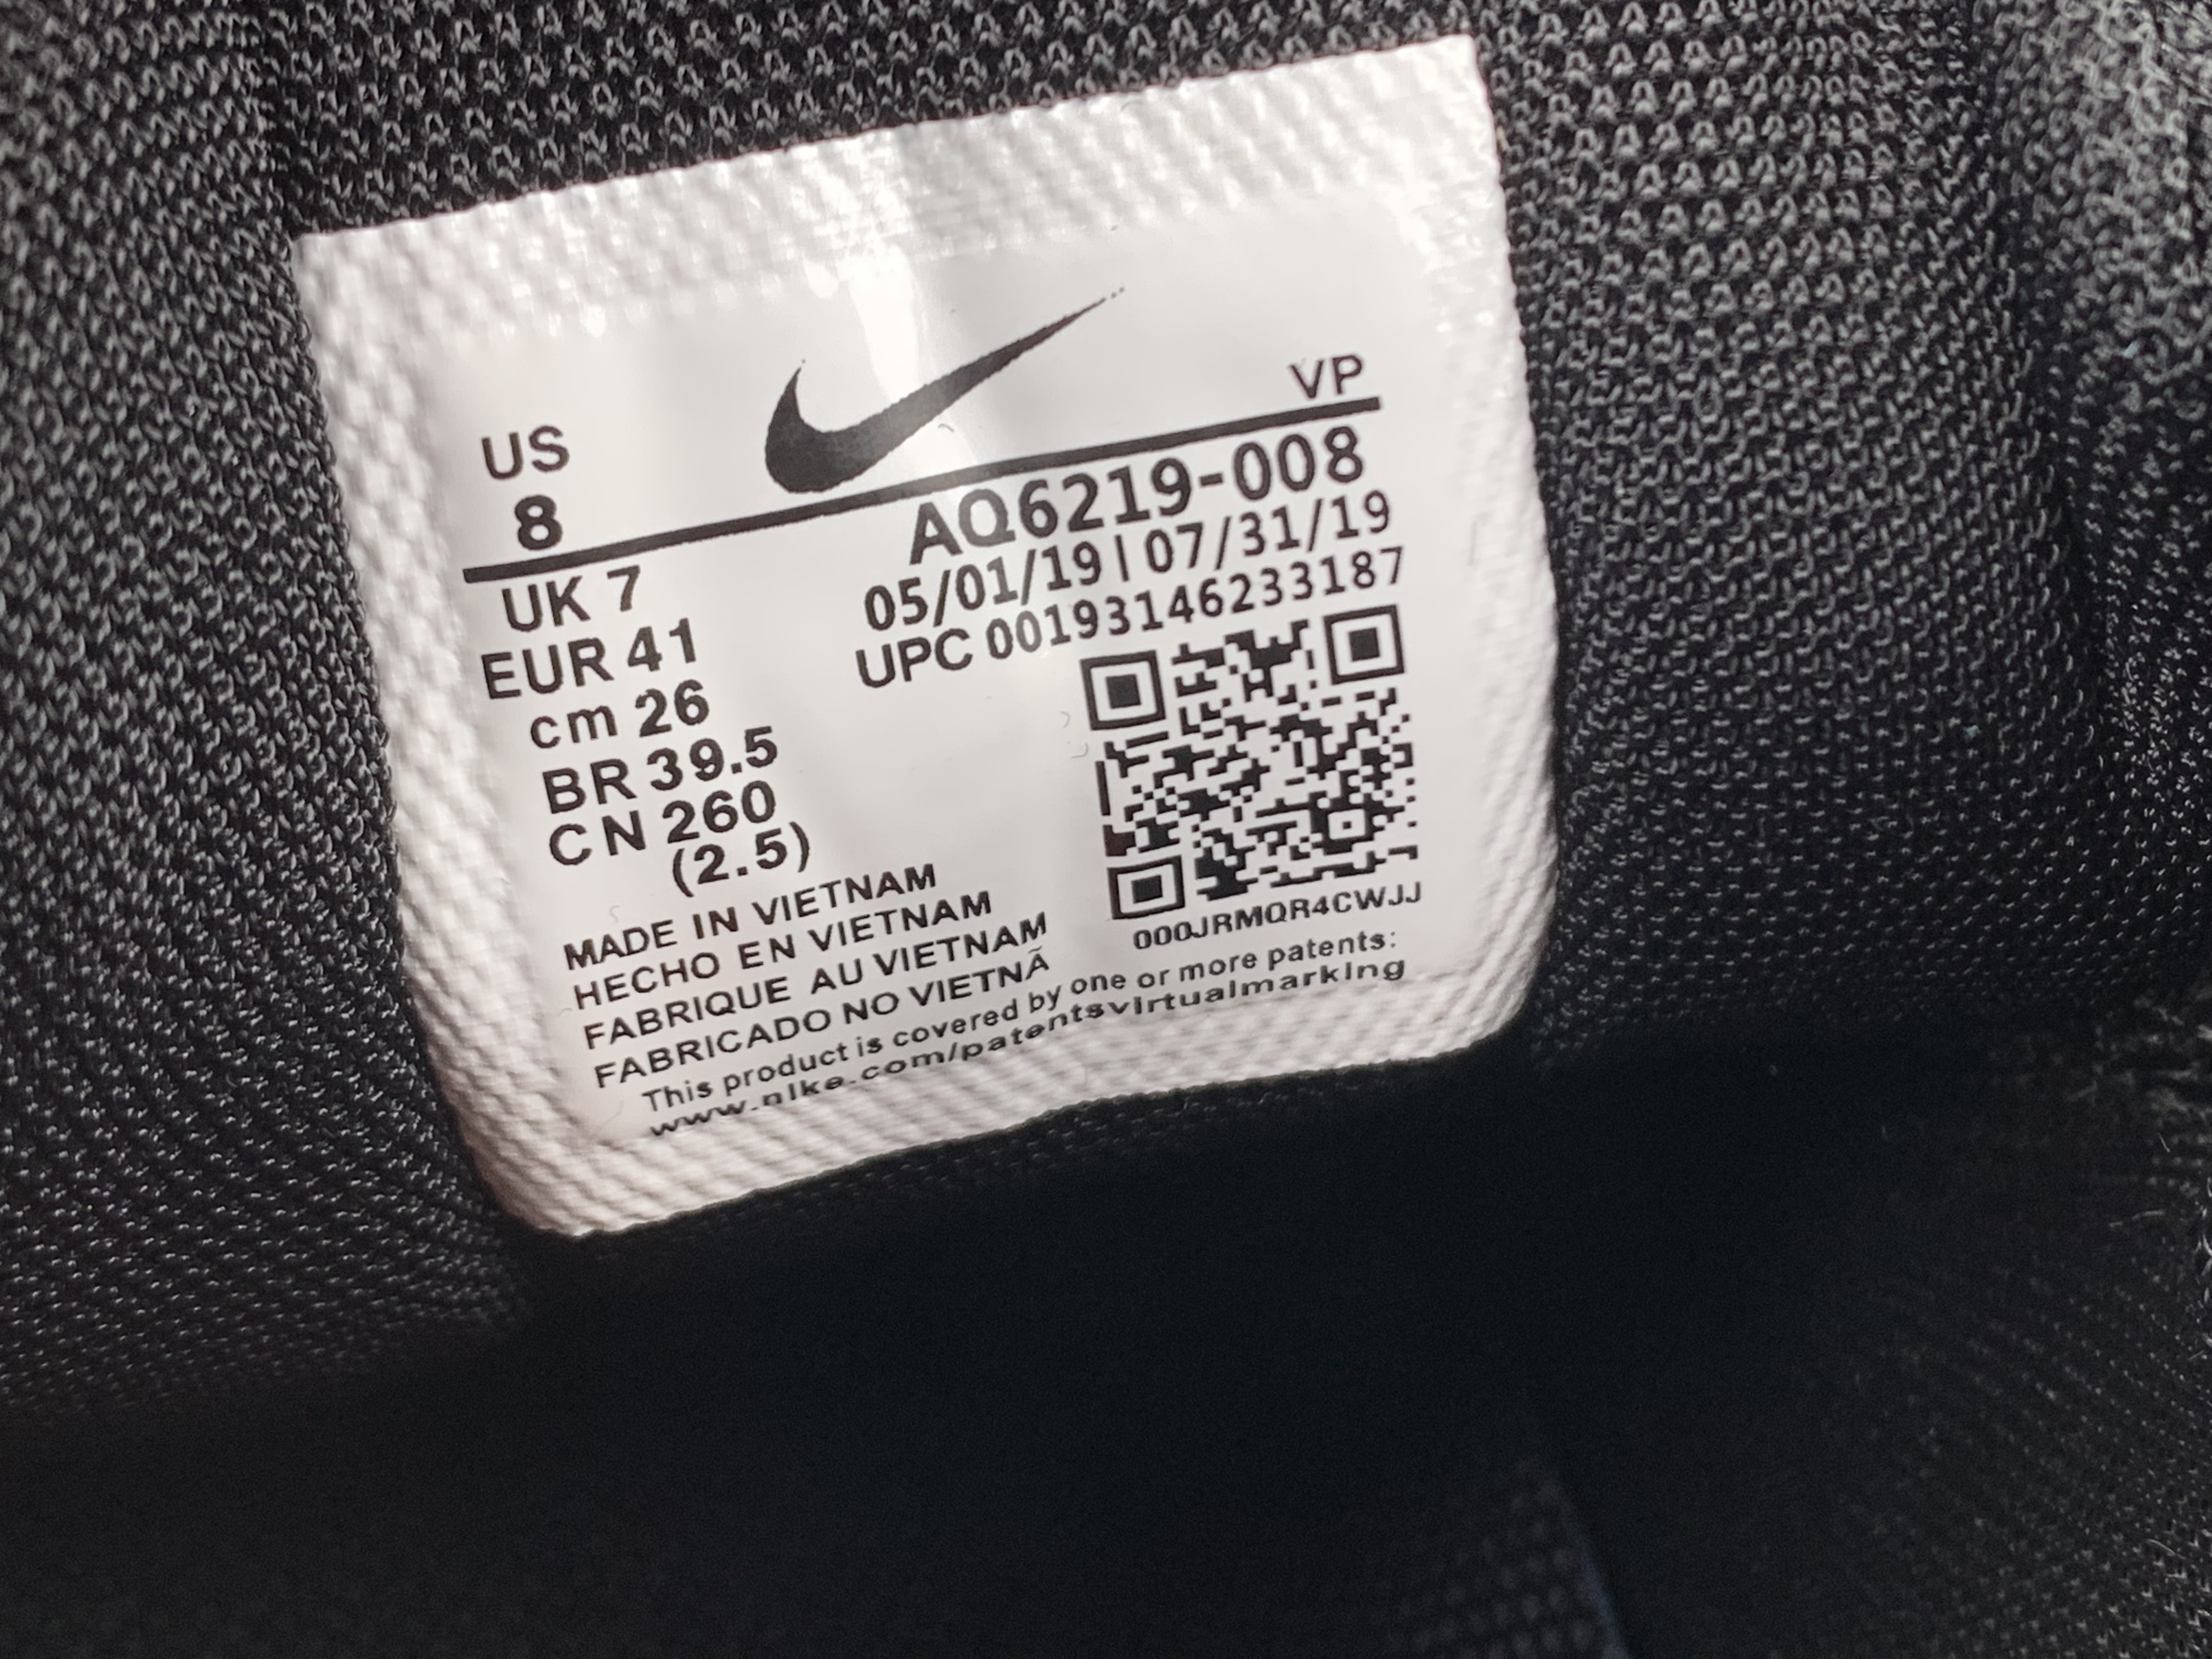 US
8
VP
UK 7
EUR 41
cm 26
BR 39.5
CN 260
(2.5)
AQ6219-008
05/01/19 | 07/31/19
UPC 00193146233187
000JRMQR4CWJJ
MADE IN VIETNAM
HECHO EN VIETNAM
FABRIQUE AU VIETNAM
FABRICADO NO VIETNÃ
This product is covered by one or more patents:
www.nike.com/patentsvirtualmarking